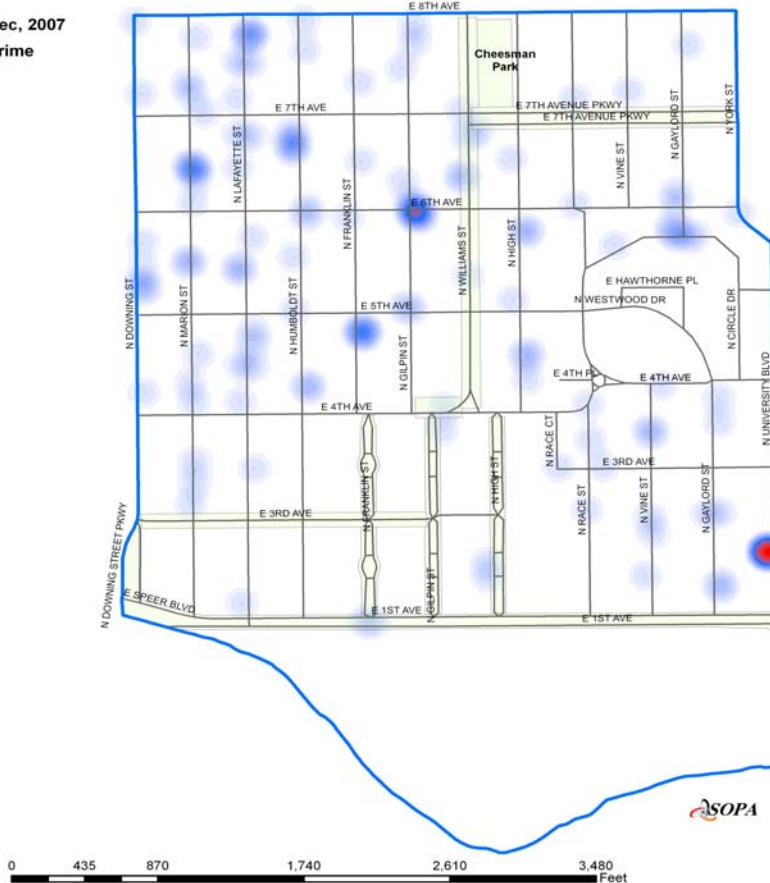 ec, 2007
rime
E 8TH AVE
Cheesman
Park
E 7TH AVE
E 7TH AVENUE PKWY
E 7TH AVENUE PKWY
N LAFAYETTE ST
N FRANKLIN ST
N VINE ST
N GAYLORD ST
N YORK ST
E 6TH AVE
N WILLIAMS ST
N HIGH ST
N DOWNING ST
N MARION ST
N HUMBOLDT ST
N GILPIN ST
E HAWTHORNE PL
N WESTWOOD DR
N CIRCLE DR
E 5TH AVE
E 4TH PL
E 4TH AVE
E 4TH AVE
N UNIVERSITY BLVD
N RACE CT
E 3RD AVE
N FRANKLIN ST
N HIGH ST
N RACE ST
N VINE ST
N GAYLORD ST
E 3RD AVE
N DOWNING STREET PKWY
E SPEER BLVD
N GILPIN ST
E 1ST AVE
E 1ST AVE
SOPA
0 435 870 1,740 2,610 3,480
Feet